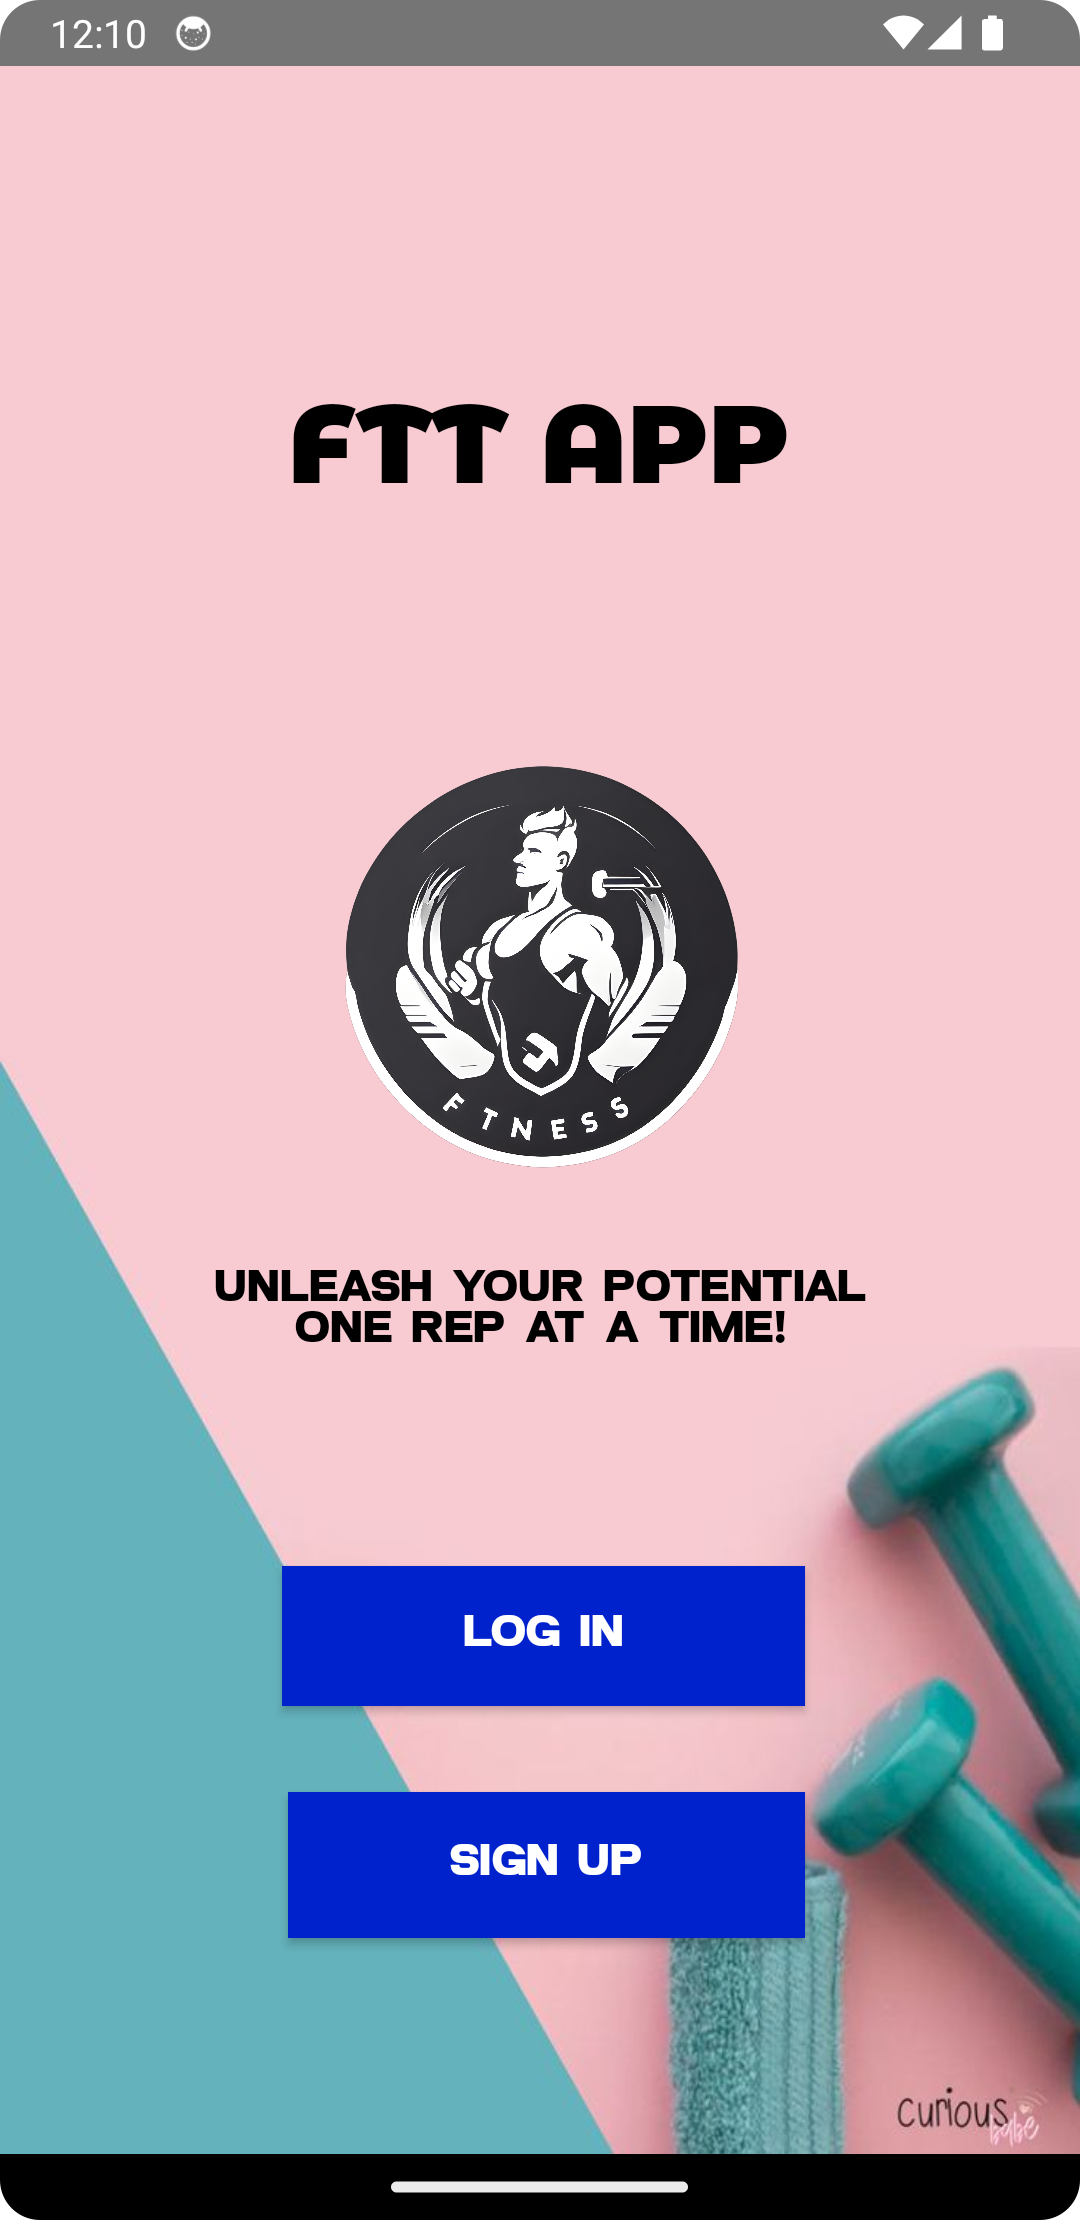 12:10
FTT APP
FTNESS
UNLEASH YOUR POTENTIAL
ONE REP AT A TIME!
LOG IN
SIGN UP
curious
babe